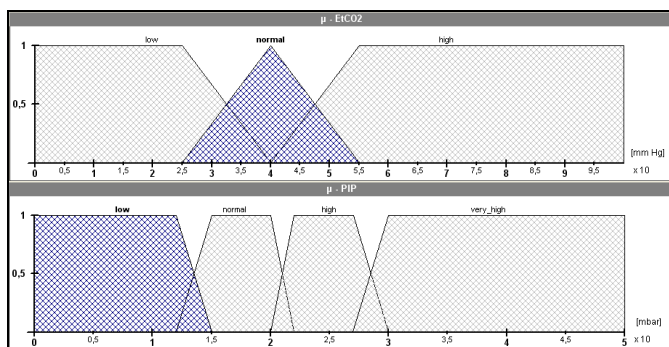 µ - EtCO2
low normal high
1
0,5
[mm Hg]
0 0,5 1 1,5 2 2,5 3 3,5 4 4,5 5 5,5 6 6,5 7 7,5 8 8,5 9 9,5 x 10
µ - PIP
low normal high very_high
1
0,5
[mbar]
0 0,5 1 1,5 2 2,5 3 3,5 4 4,5 5 x 10